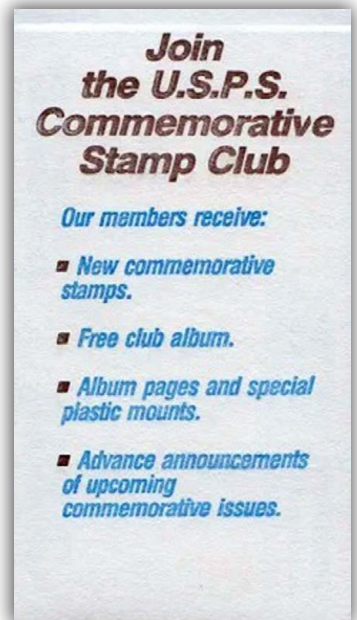 Join
the U.S.P.S.
Commemorative
Stamp Club
Our members receive:
▪ New commemorative
stamps.
▪ Free club album.
▪ Album pages and special
plastic mounts.
▪ Advance announcements
of upcoming
commemorative issues.